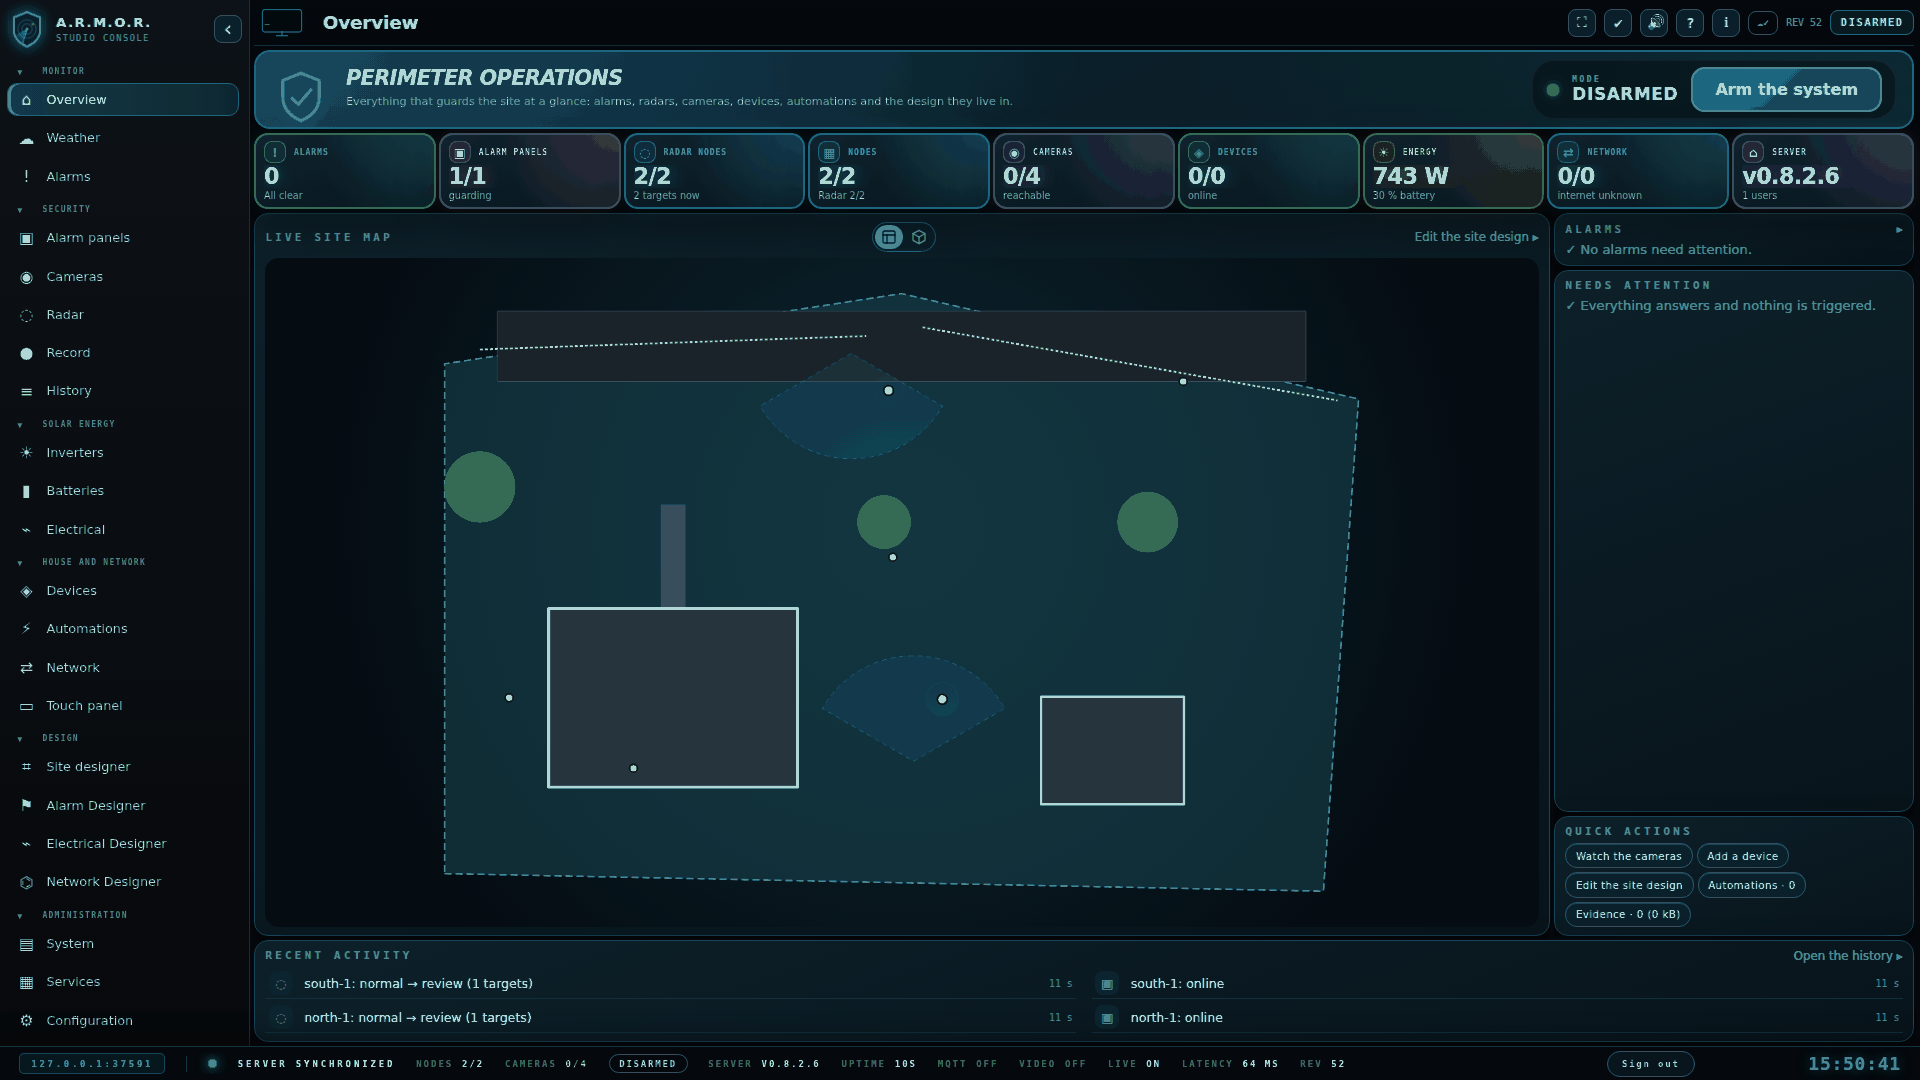 A.R.M.O.R.
STUDIO CONSOLE
MONITOR
Overview
Weather
Alarms
SECURITY
Alarm panels
Cameras
Radar
Record
History
SOLAR ENERGY
Inverters
Batteries
Electrical
HOUSE AND NETWORK
Devices
Automations
Network
Touch panel
DESIGN
Site designer
Alarm Designer
Electrical Designer
Network Designer
ADMINISTRATION
System
Services
Configuration
Overview
REV 52
DISARMED
PERIMETER OPERATIONS
Everything that guards the site at a glance: alarms, radars, cameras, devices, automations and the design they live in.
MODE
DISARMED
Arm the system
ALARMS
0
All clear
ALARM PANELS
1/1
guarding
RADAR NODES
2/2
2 targets now
NODES
2/2
Radar 2/2
CAMERAS
0/4
reachable
DEVICES
0/0
online
ENERGY
743 W
30 % battery
NETWORK
0/0
internet unknown
SERVER
v0.8.2.6
1 users
LIVE SITE MAP
Edit the site design ▸
ALARMS
✓ No alarms need attention.
NEEDS ATTENTION
✓ Everything answers and nothing is triggered.
QUICK ACTIONS
Watch the cameras
Add a device
Edit the site design
Automations · 0
Evidence · 0 (0 kB)
RECENT ACTIVITY
Open the history ▸
south-1: normal → review (1 targets) 11 s
south-1: online 11 s
north-1: normal → review (1 targets) 11 s
north-1: online 11 s
127.0.0.1:37591
SERVER SYNCHRONIZED
NODES 2/2
CAMERAS 0/4
DISARMED
SERVER V0.8.2.6
UPTIME 10S
MQTT OFF
VIDEO OFF
LIVE ON
LATENCY 64 MS
REV 52
Sign out
15:50:41